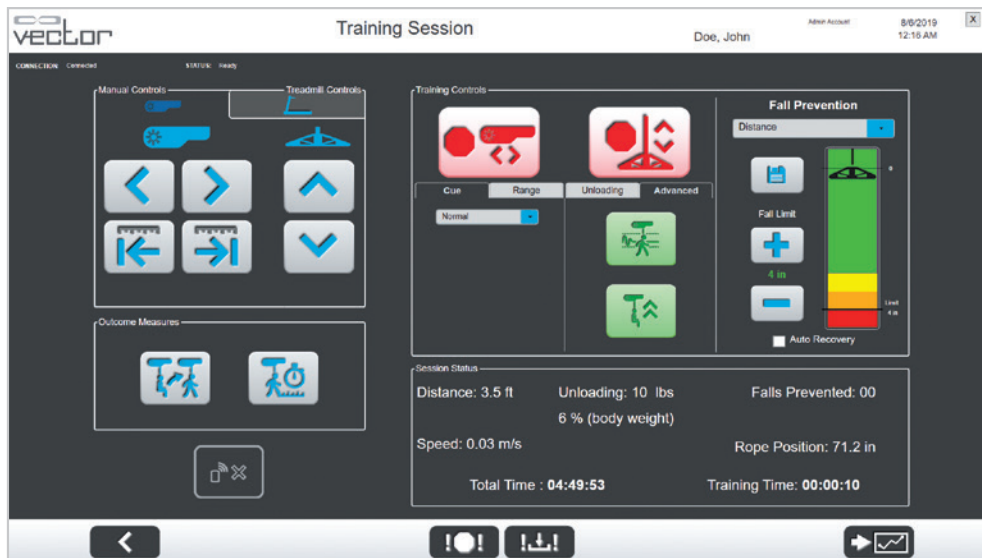 vector
Training Session
Admin Account
8/6/2019
Doe, John
12:16 AM
X
CONNECTION Connected
STATUS: Ready
Manual Controls
Treadmill Controls
Training Controls
Cue
Range
Unloading
Advanced
Normal
Fall Prevention
Distance
0
Fall Limit
4 in
Limit
4 in
Auto Recovery
Outcome Measures
Session Status
Distance: 3.5 ft
Unloading: 10 lbs
Falls Prevented: 00
6 % (body weight)
Speed: 0.03 m/s
Rope Position: 71.2 in
Total Time : 04:49:53
Training Time: 00:00:10